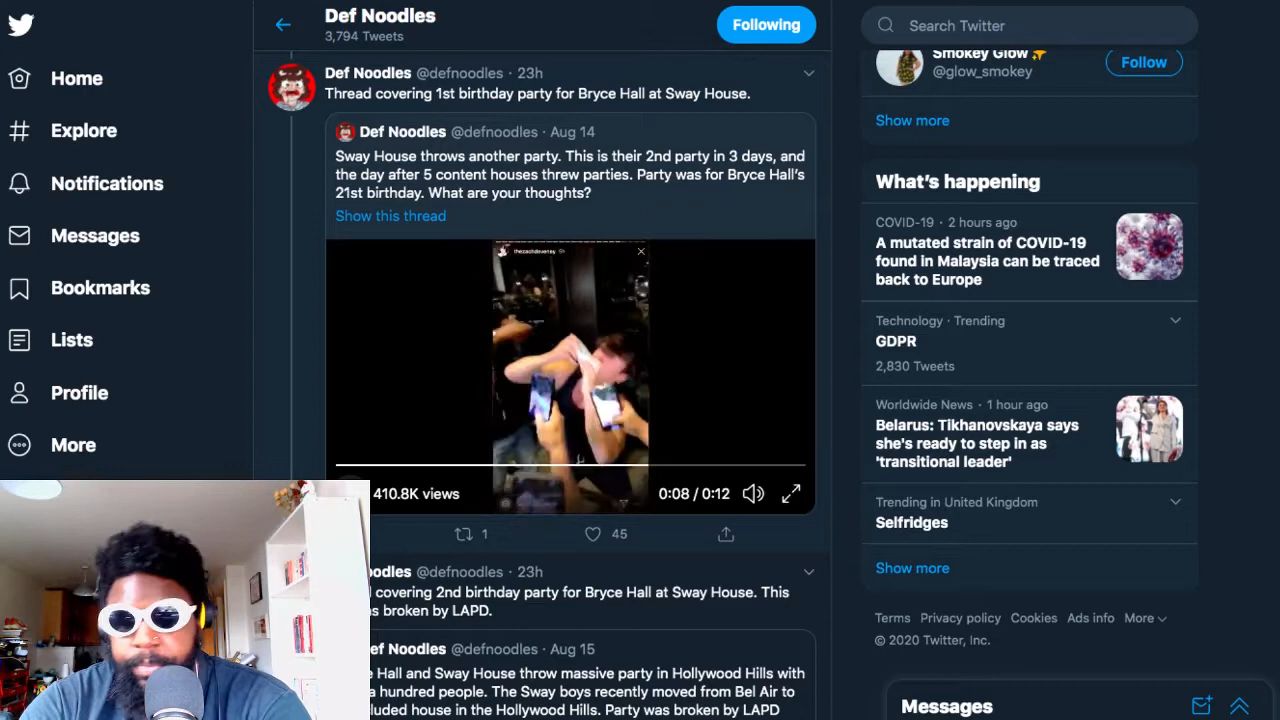 Home
Explore
Notifications
Messages
Bookmarks
Lists
Profile
More
Def Noodles
3,794 Tweets
Following
Def Noodles @defnoodles · 23h
Thread covering 1st birthday party for Bryce Hall at Sway House.
Def Noodles @defnoodles · Aug 14
Sway House throws another party. This is their 2nd party in 3 days, and
the day after 5 content houses threw parties. Party was for Bryce Hall's
21st birthday. What are your thoughts?
Show this thread
410.8K views
0:08 / 0:12
1
45
oodles @defnoodles · 23h
covering 2nd birthday party for Bryce Hall at Sway House. This
s broken by LAPD.
ef Noodles @defnoodles · Aug 15
Hall and Sway House throw massive party in Hollywood Hills with
a hundred people. The Sway boys recently moved from Bel Air to
luded house in the Hollywood Hills. Party was broken by LAPD
Search Twitter
Smokey Glow ✨
@glow_smokey
Follow
Show more
What's happening
COVID-19 · 2 hours ago
A mutated strain of COVID-19
found in Malaysia can be traced
back to Europe
Technology · Trending
GDPR
2,830 Tweets
Worldwide News · 1 hour ago
Belarus: Tikhanovskaya says
she's ready to step in as
'transitional leader'
Trending in United Kingdom
Selfridges
Show more
Terms Privacy policy Cookies Ads info More
© 2020 Twitter, Inc.
Messages